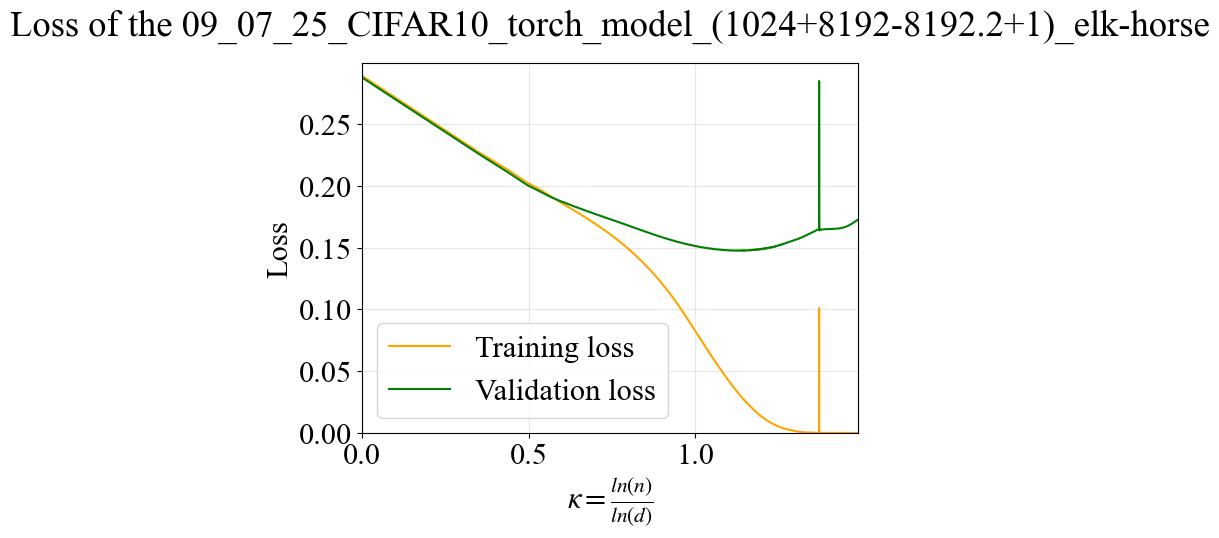 Loss of the 09_07_25_CIFAR10_torch_model_(1024+8192-8192.2+1)_elk-horse
0.25
0.20
0.15
0.10
0.05
0.00
Loss
Training loss
Validation loss
0.0 0.5 1.0
κ = ln(n) / ln(d)